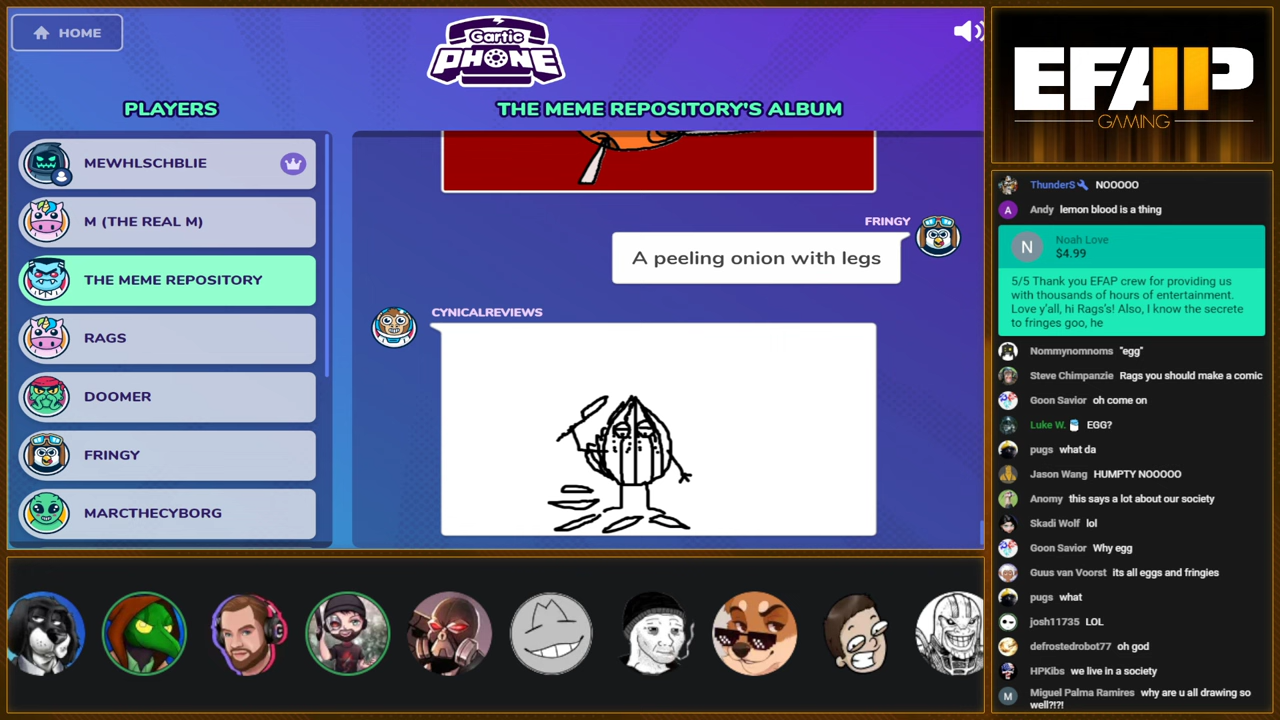 HOME
Gartic
PHONE
PLAYERS
THE MEME REPOSITORY'S ALBUM
MEWHLSCHBLIE
M (THE REAL M)
THE MEME REPOSITORY
RAGS
DOOMER
FRINGY
MARCTHECYBORG
FRINGY
A peeling onion with legs
CYNICALREVIEWS
EFAP
GAMING
ThunderS NOOOOO
A Andy lemon blood is a thing
N Noah Love
$4.99
5/5 Thank you EFAP crew for providing us
with thousands of hours of entertainment.
Love y'all, hi Rags's! Also, I know the secrete
to fringes goo, he
Nommynomnoms "egg"
Steve Chimpanzie Rags you should make a comic
Goon Savior oh come on
Luke W. EGG?
pugs what da
Jason Wang HUMPTY NOOOOO
Anomy this says a lot about our society
Skadi Wolf lol
Goon Savior Why egg
Guus van Voorst its all eggs and fringies
pugs what
josh11735 LOL
defrostedrobot77 oh god
HPKibs we live in a society
M Miguel Palma Ramires why are u all drawing so
well?!?!